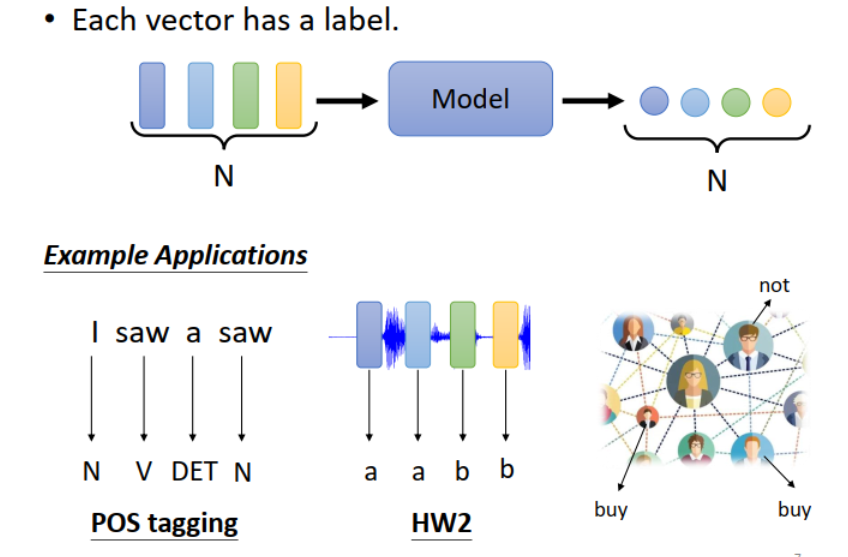 • Each vector has a label.
Model
N
N
Example Applications
I saw a saw
N V DET N
POS tagging
a a b b
HW2
not
buy
buy